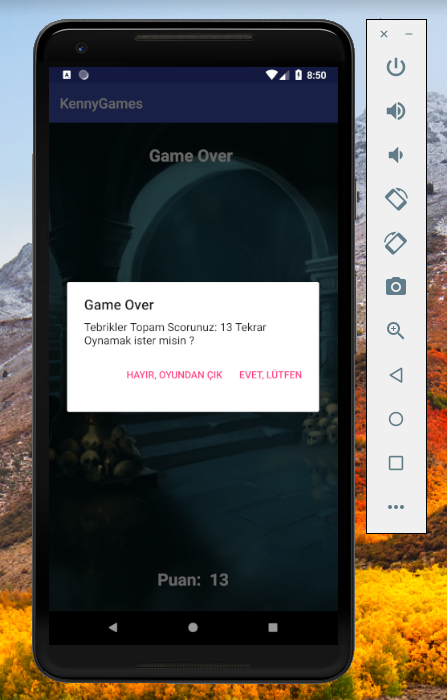 8:50
KennyGames
Game Over
Game Over
Tebrikler Topam Scorunuz: 13 Tekrar
Oynamak ister misin ?
HAYIR, OYUNDAN ÇIK EVET, LÜTFEN
Puan: 13